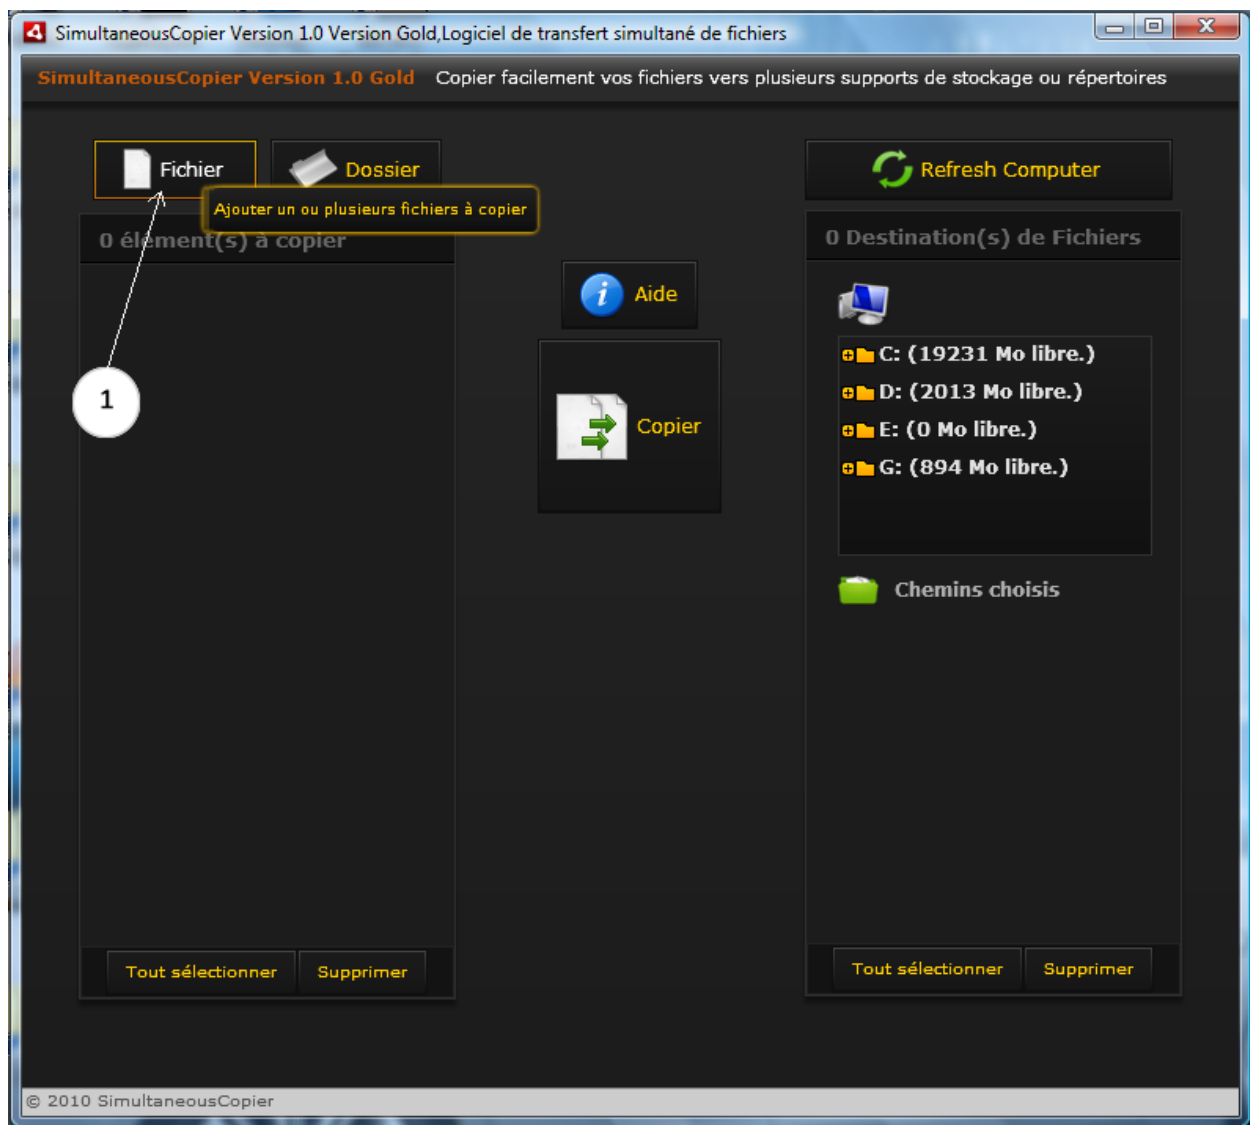 SimultaneousCopier Version 1.0 Version Gold,Logiciel de transfert simultané de fichiers
SimultaneousCopier Version 1.0 Gold Copier facilement vos fichiers vers plusieurs supports de stockage ou répertoires
Fichier
Dossier
Refresh Computer
Ajouter un ou plusieurs fichiers à copier
0 élément(s) à copier
0 Destination(s) de Fichiers
Aide
C: (19231 Mo libre.)
D: (2013 Mo libre.)
E: (0 Mo libre.)
G: (894 Mo libre.)
1
Copier
Chemins choisis
Tout sélectionner
Supprimer
Tout sélectionner
Supprimer
© 2010 SimultaneousCopier